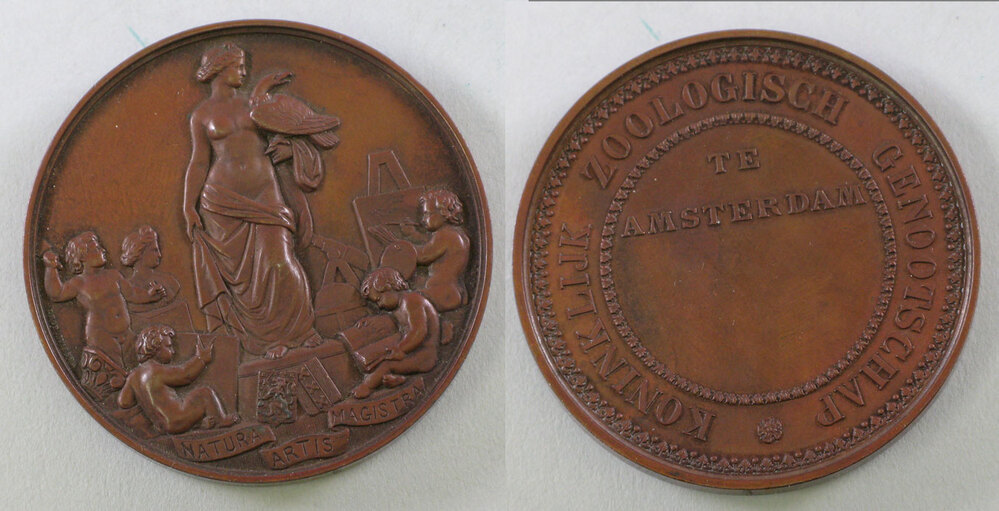 NATURA
ARTIS
MAGISTRA
KONINKLIJK ZOOLOGISCH GENOOTSCHAP
TE
AMSTERDAM